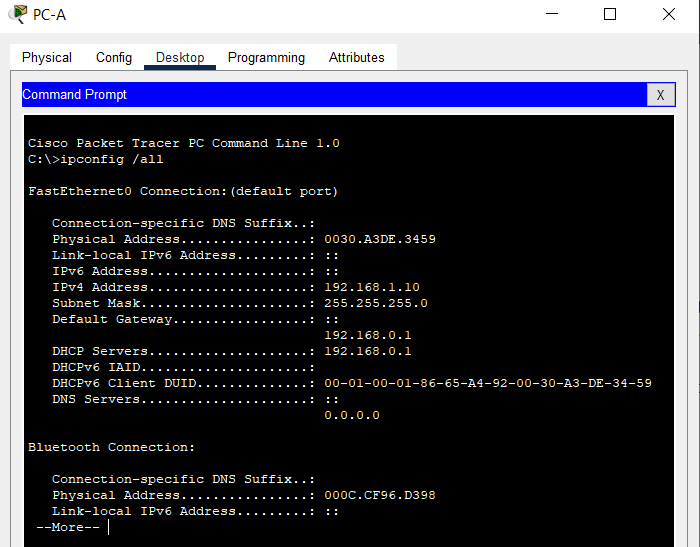 PC-A
Physical Config Desktop Programming Attributes
Command Prompt X
Cisco Packet Tracer PC Command Line 1.0
C:\>ipconfig /all
FastEthernet0 Connection:(default port)
Connection-specific DNS Suffix..:
Physical Address................: 0030.A3DE.3459
Link-local IPv6 Address.........: ::
IPv6 Address....................: ::
IPv4 Address....................: 192.168.1.10
Subnet Mask.....................: 255.255.255.0
Default Gateway.................: ::
192.168.0.1
DHCP Servers....................: 192.168.0.1
DHCPv6 IAID.....................:
DHCPv6 Client DUID..............: 00-01-00-01-86-65-A4-92-00-30-A3-DE-34-59
DNS Servers.....................: ::
0.0.0.0
Bluetooth Connection:
Connection-specific DNS Suffix..:
Physical Address................: 000C.CF96.D398
Link-local IPv6 Address.........: ::
--More--